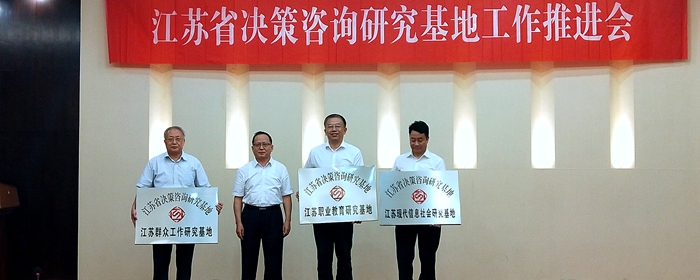 江苏省决策咨询研究基地工作推进会
江苏省决策咨询研究基地
江苏群众工作研究基地
江苏省决策咨询研究基地
江苏职业教育研究基地
江苏省决策咨询研究基地
江苏现代信息社会研究基地